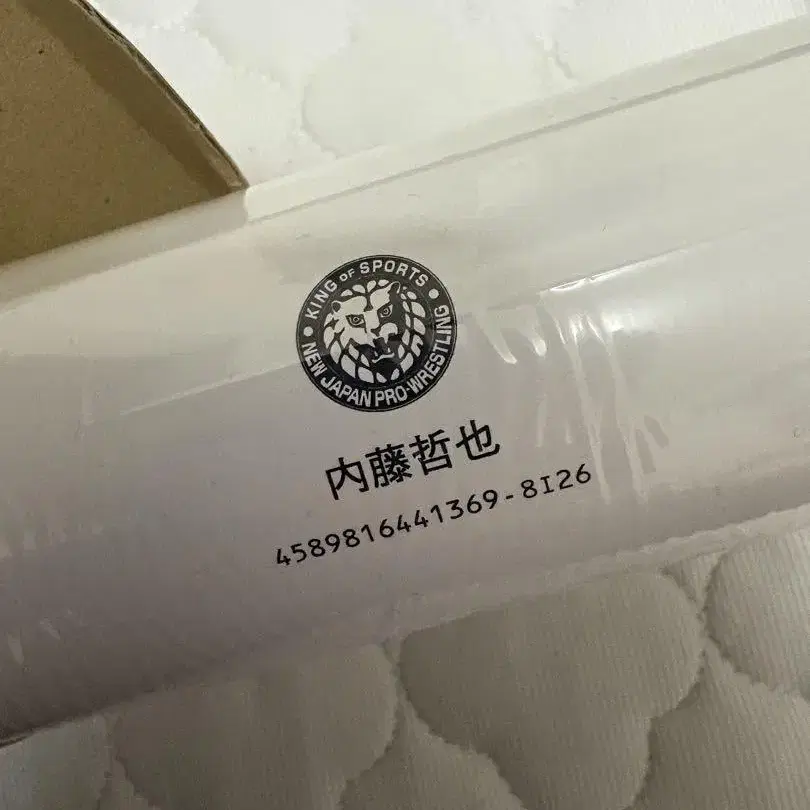 KING OF SPORTS
NEW JAPAN PRO-WRESTLING
内藤哲也
4589816441369-8I26